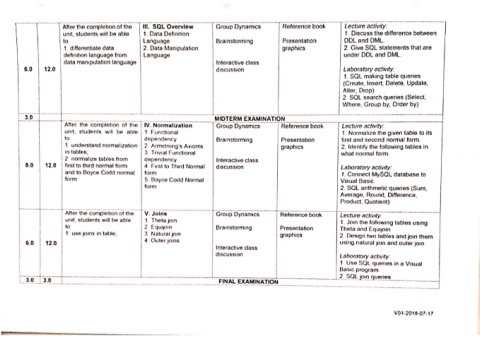 After the completion of the
unit, students will be able
to
1 differentiate data
definition language from
data manipulation language
III. SQL Overview
1. Data Definition
Language
2. Data Manipulation
Language
Group Dynamics
Brainstorming
Interactive class
discussion
Reference book
Presentation
graphics
Lecture activity:
1. Discuss the difference between
DDL and DML.
2. Give SQL statements that are
under DDL and DML.
Laboratory activity:
1. SQL making table queries
(Create, Insert, Delete, Update,
Alter, Drop)
2. SQL search queries (Select,
Where, Group by, Order by)
6.0 12.0
3.0 MIDTERM EXAMINATION
After the completion of the
unit, students will be able
to
1 understand normalization
in tables,
2 normalize tables from
first to third normal form
and to Boyce Codd normal
form
IV. Normalization
1 Functional
dependency
2 Armstrong's Axioms
3. Trivial Functional
dependency
4. First to Third Normal
form
5. Boyce Codd Normal
form
Group Dynamics
Brainstorming
Interactive class
discussion
Reference book
Presentation
graphics
Lecture activity:
1. Normalize the given table to its
first and second normal form.
2. Identify the following tables in
what normal form.
Laboratory activity:
1. Connect MySQL database to
Visual Basic
2. SQL arithmetic queries (Sum,
Average, Round, Difference,
Product, Quotient)
8.0 12.0
After the completion of the
unit, students will be able
to
1 use joins in table.
V. Joins
1 Theta join
2 Equijoin
3 Natural join
4 Outer joins
Group Dynamics
Brainstorming
Interactive class
discussion
Reference book
Presentation
graphics
Lecture activity
1. Join the following tables using
Theta and Equijoin
2. Design two tables and join them
using natural join and outer join
Laboratory activity
1. Use SQL queries in a Visual
Basic program
2. SQL join queries
6.0 12.0
3.0 3.0 FINAL EXAMINATION
V01-2018-07-17